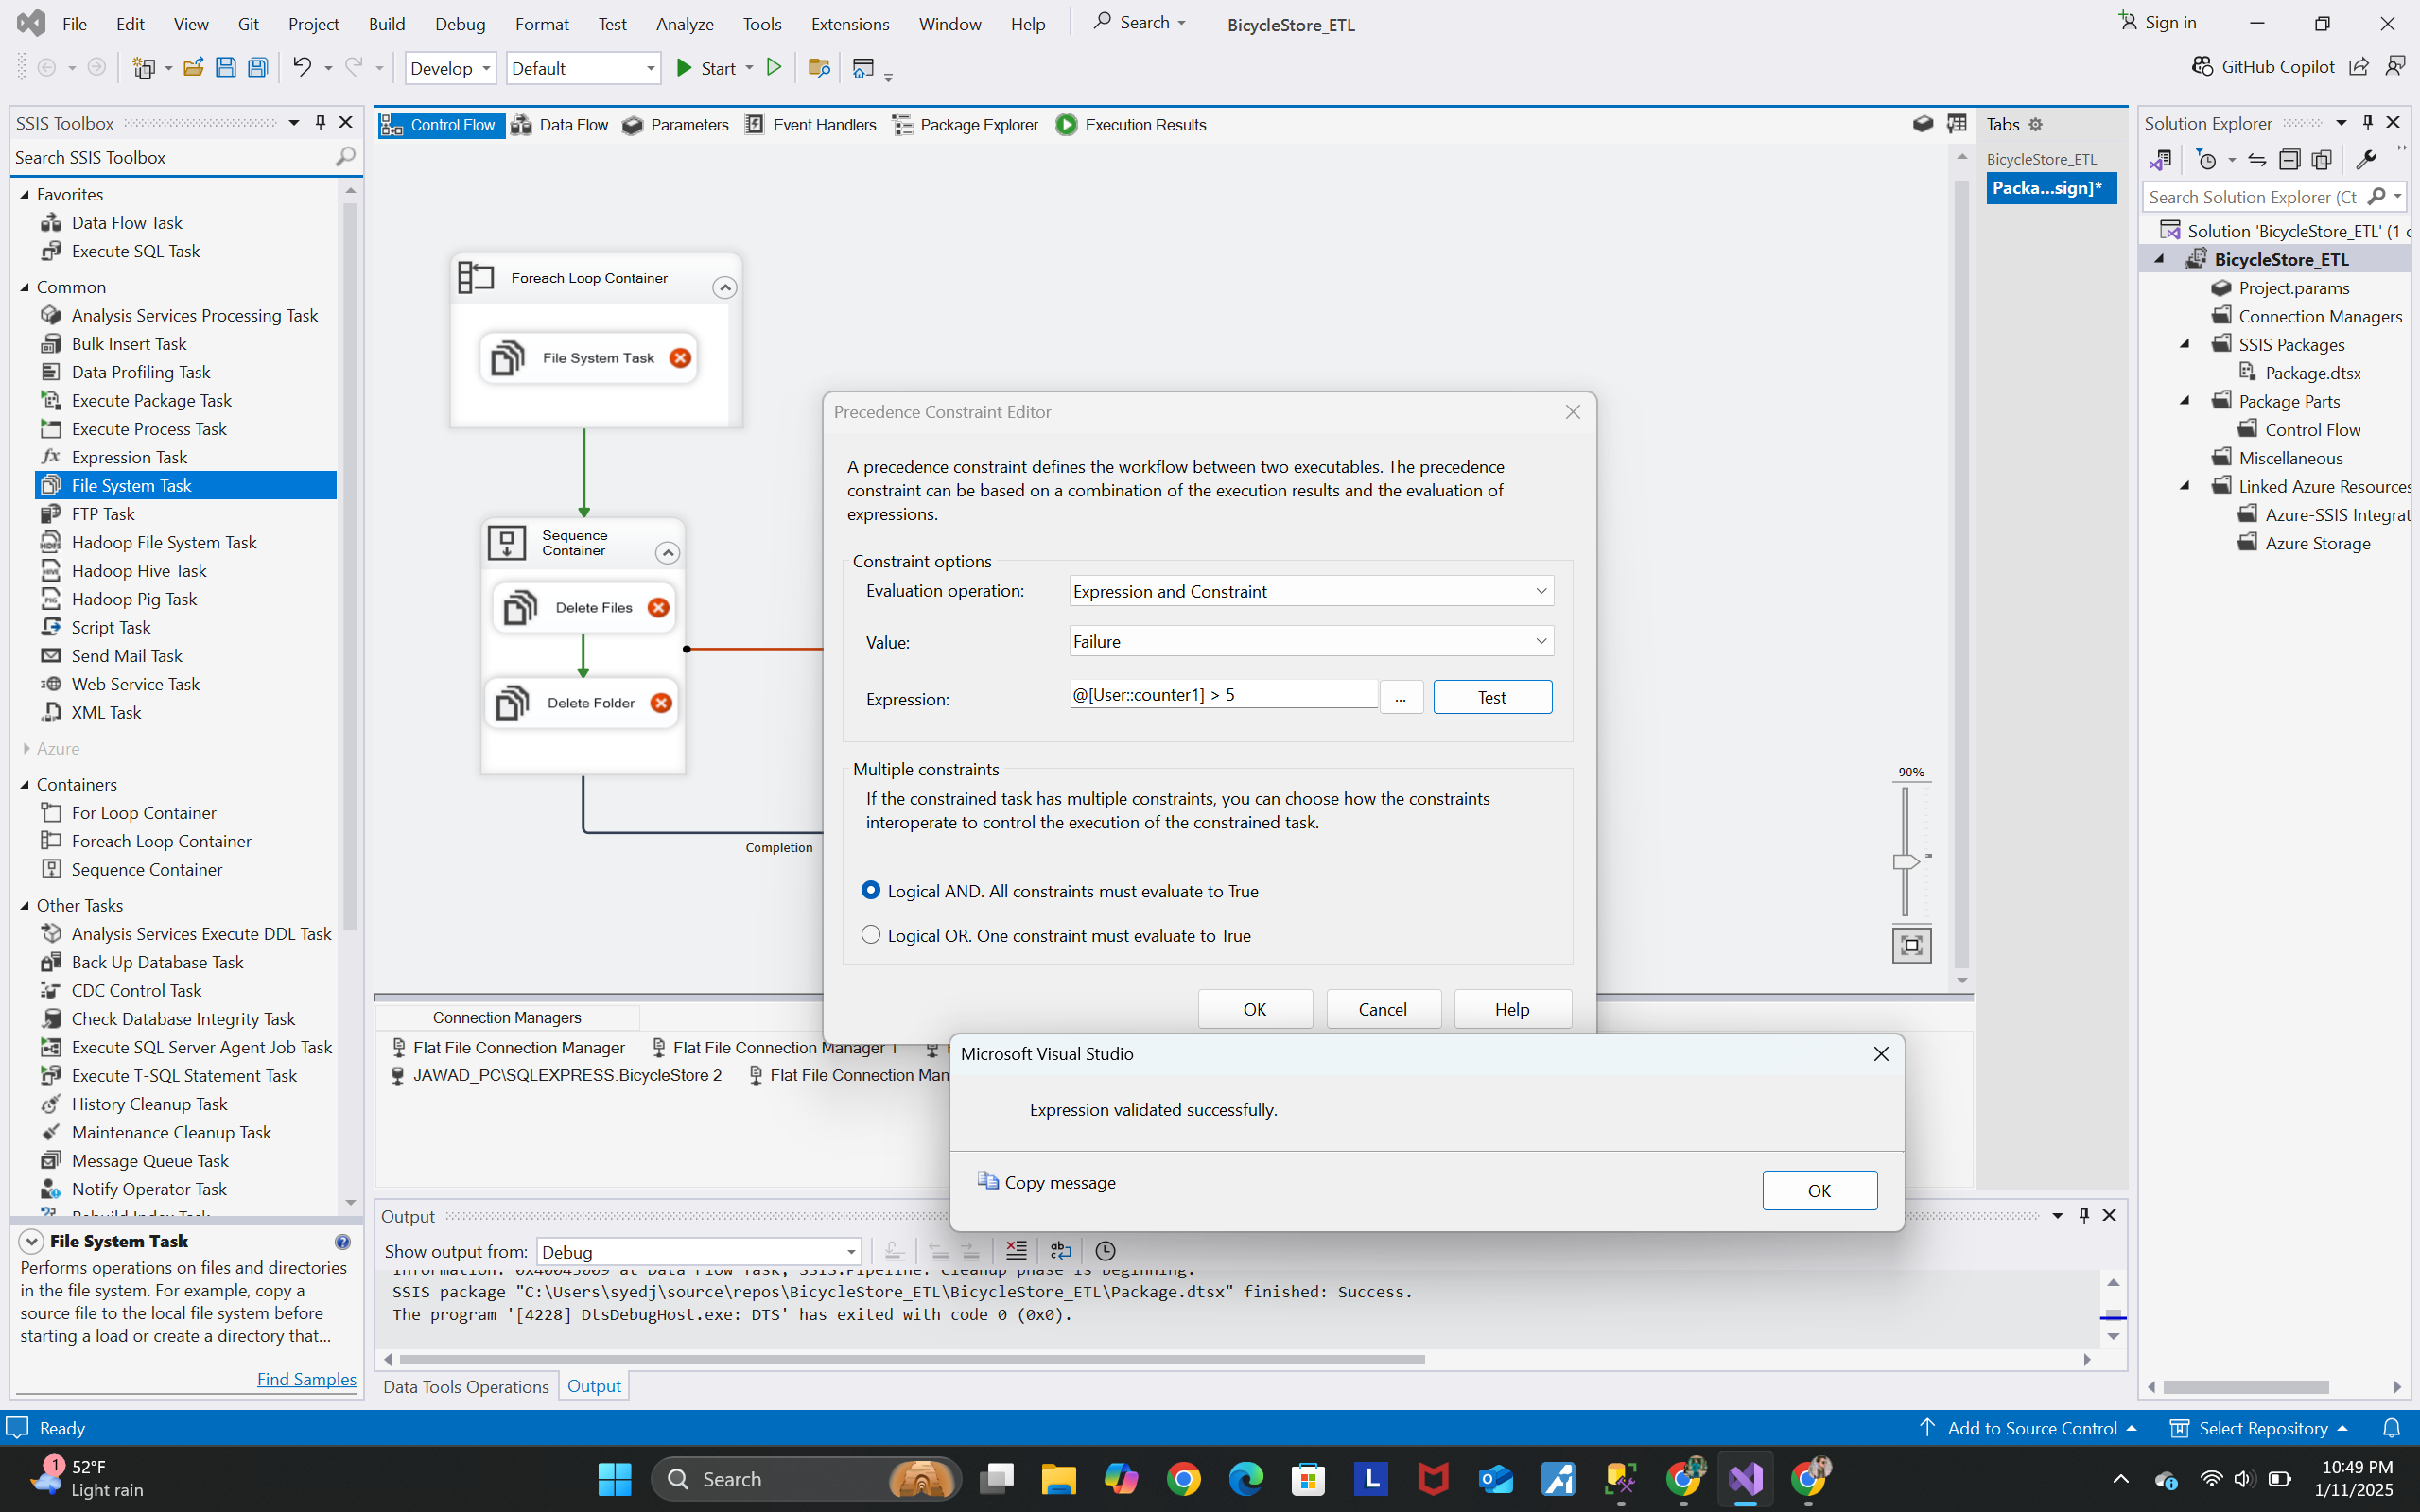 File Edit View Git Project Build Debug Format Test Analyze Tools Extensions Window Help Search BicycleStore_ETL Sign in
Develop Default Start GitHub Copilot
SSIS Toolbox
Search SSIS Toolbox
Favorites
Data Flow Task
Execute SQL Task
Common
Analysis Services Processing Task
Bulk Insert Task
Data Profiling Task
Execute Package Task
Execute Process Task
Expression Task
File System Task
FTP Task
Hadoop File System Task
Hadoop Hive Task
Hadoop Pig Task
Script Task
Send Mail Task
Web Service Task
XML Task
Azure
Containers
For Loop Container
Foreach Loop Container
Sequence Container
Other Tasks
Analysis Services Execute DDL Task
Back Up Database Task
CDC Control Task
Check Database Integrity Task
Execute SQL Server Agent Job Task
Execute T-SQL Statement Task
History Cleanup Task
Maintenance Cleanup Task
Message Queue Task
Notify Operator Task
Rebuild Index Task
File System Task
Performs operations on files and directories
in the file system. For example, copy a
source file to the local file system before
starting a load or create a directory that...
Find Samples
Control Flow Data Flow Parameters Event Handlers Package Explorer Execution Results
Foreach Loop Container
File System Task
Sequence
Container
Delete Files
Delete Folder
Completion
90%
Precedence Constraint Editor
A precedence constraint defines the workflow between two executables. The precedence
constraint can be based on a combination of the execution results and the evaluation of
expressions.
Constraint options
Evaluation operation: Expression and Constraint
Value: Failure
Expression: @[User::counter1] > 5 ... Test
Multiple constraints
If the constrained task has multiple constraints, you can choose how the constraints
interoperate to control the execution of the constrained task.
Logical AND. All constraints must evaluate to True
Logical OR. One constraint must evaluate to True
OK Cancel Help
Connection Managers
Flat File Connection Manager Flat File Connection Manager 1
JAWAD_PC\SQLEXPRESS.BicycleStore 2 Flat File Connection Man
Microsoft Visual Studio
Expression validated successfully.
Copy message OK
Output
Show output from: Debug
Information: 0x40043009 at Data Flow Task, SSIS.Pipeline: Cleanup phase is beginning.
SSIS package "C:\Users\syedj\source\repos\BicycleStore_ETL\BicycleStore_ETL\Package.dtsx" finished: Success.
The program '[4228] DtsDebugHost.exe: DTS' has exited with code 0 (0x0).
Data Tools Operations Output
Tabs
BicycleStore_ETL
Packa...sign]*
Solution Explorer
Search Solution Explorer (Ct
Solution 'BicycleStore_ETL' (1
BicycleStore_ETL
Project.params
Connection Managers
SSIS Packages
Package.dtsx
Package Parts
Control Flow
Miscellaneous
Linked Azure Resources
Azure-SSIS Integrat
Azure Storage
Ready Add to Source Control Select Repository
1
52°F
Light rain
Search
L
10:49 PM
1/11/2025